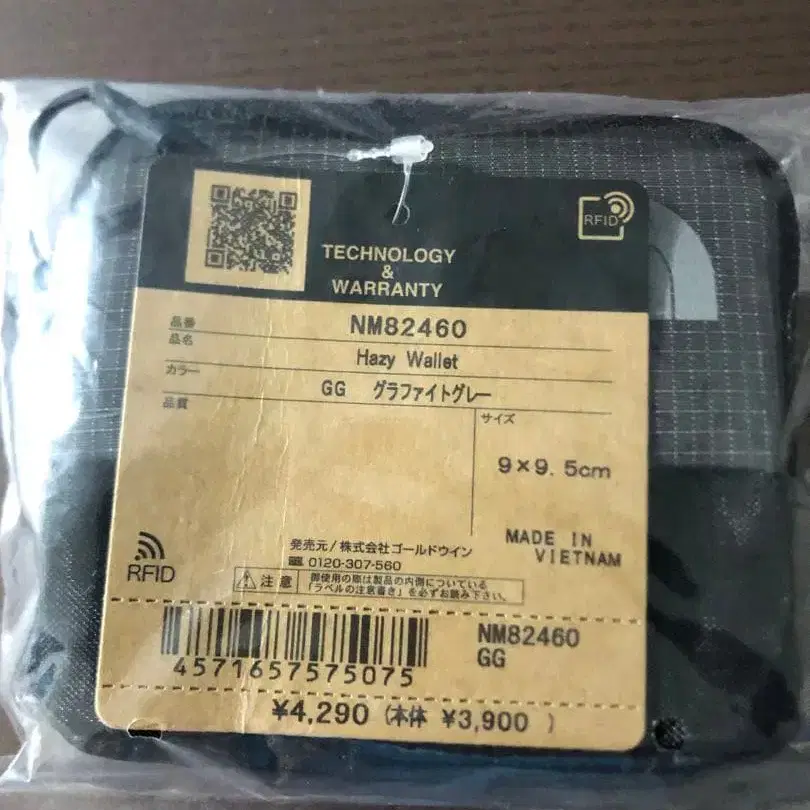 RFID
TECHNOLOGY
&
WARRANTY
品番 NM82460
品名 Hazy Wallet
カラー GG グラファイトグレー
品質
サイズ
9×9.5cm
MADE IN
VIETNAM
発売元/株式会社ゴールドウイン
0120-307-560
RFID
注意
御使用の際は製品の内側についている
「ラベルの注意書き」を必ずお読み下さい。
4571657575075
NM82460
GG
¥4,290 (本体 ¥3,900 )